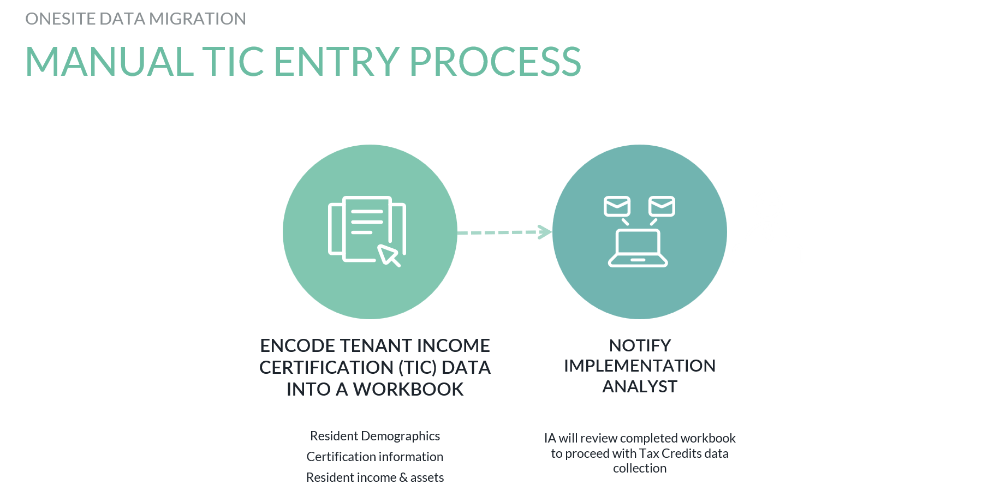 ONESITE DATA MIGRATION
MANUAL TIC ENTRY PROCESS
ENCODE TENANT INCOME
CERTIFICATION (TIC) DATA
INTO A WORKBOOK
Resident Demographics
Certification information
Resident income & assets
NOTIFY
IMPLEMENTATION
ANALYST
IA will review completed workbook
to proceed with Tax Credits data
collection